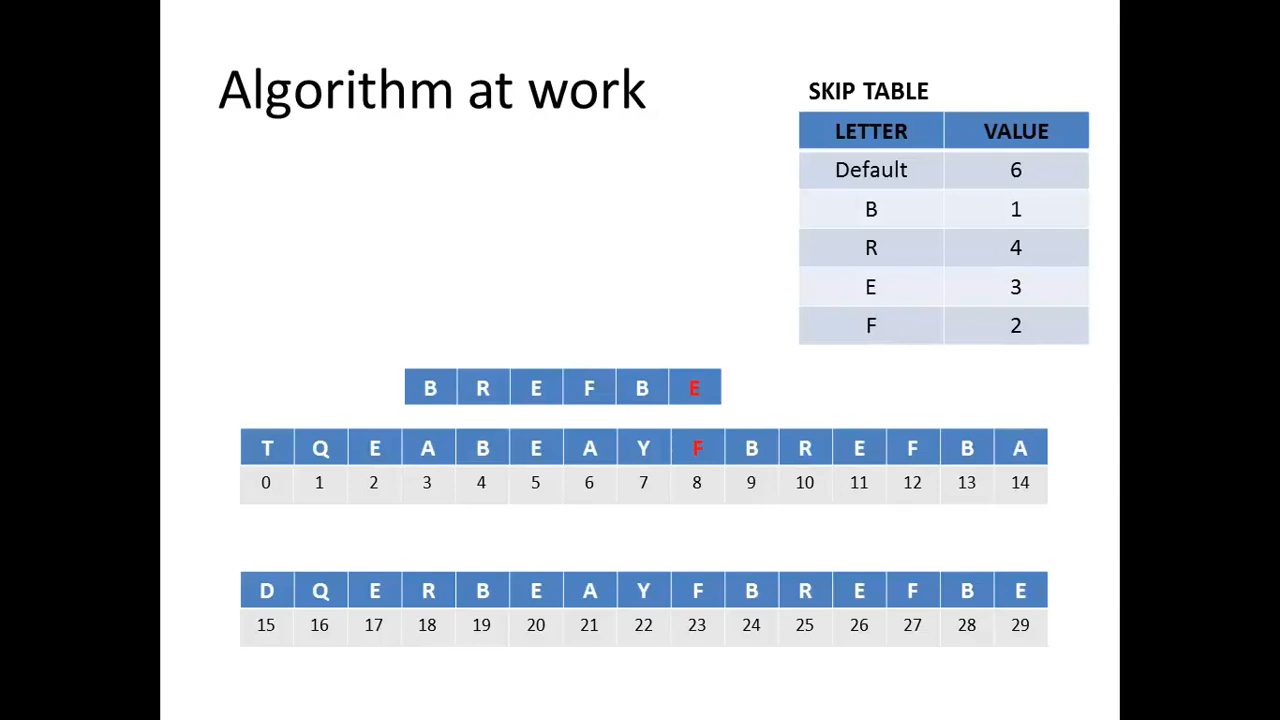 Algorithm at work
SKIP TABLE
LETTER VALUE
Default 6
B 1
R 4
E 3
F 2
B R E F B E
T Q E A B E A Y F B R E F B A
0 1 2 3 4 5 6 7 8 9 10 11 12 13 14
D Q E R B E A Y F B R E F B E
15 16 17 18 19 20 21 22 23 24 25 26 27 28 29